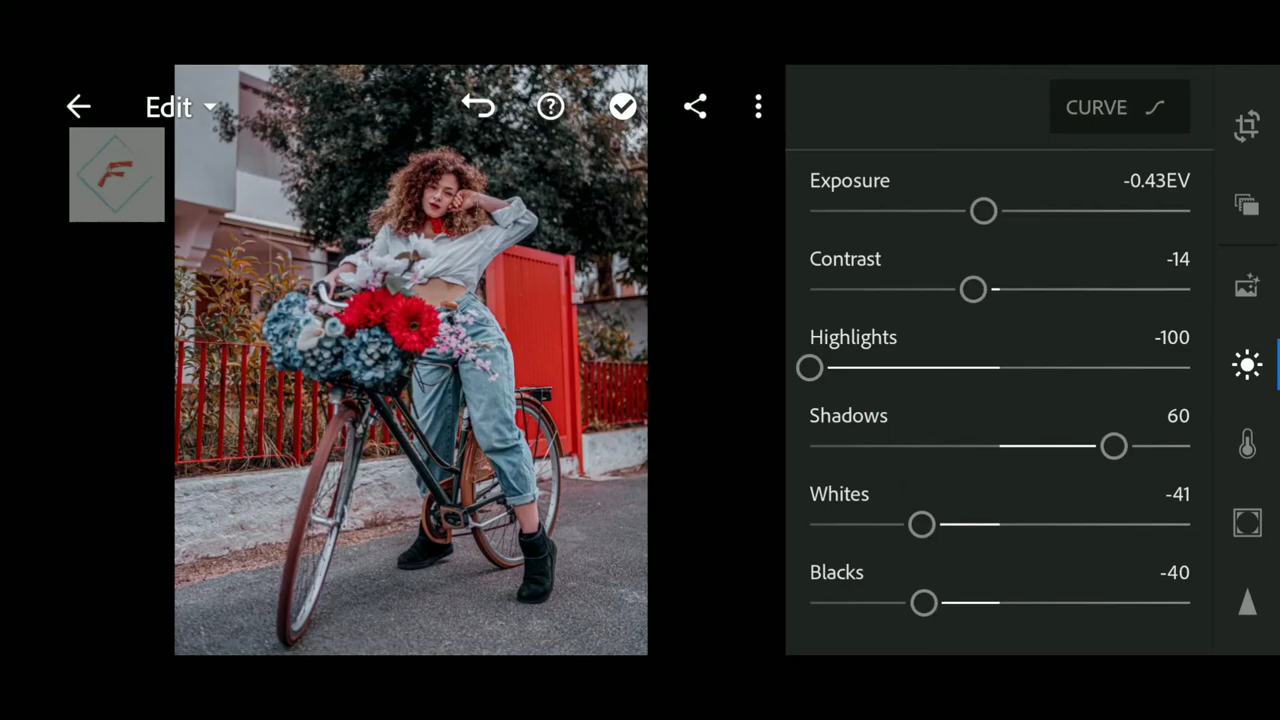 Edit
CURVE
Exposure -0.43EV
Contrast -14
Highlights -100
Shadows 60
Whites -41
Blacks -40
F